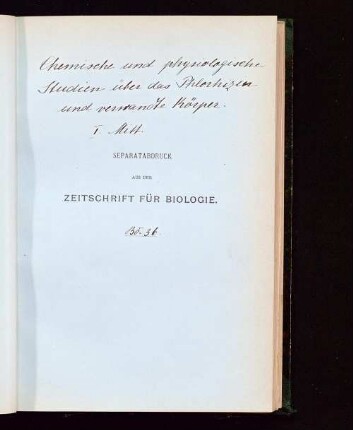 Chemische und physiologische
Studien über das Phlorhizin
und verwandte Körper.
I Mitt.
SEPARATABDRUCK
AUS DER
ZEITSCHRIFT FÜR BIOLOGIE.
Bd. 36.